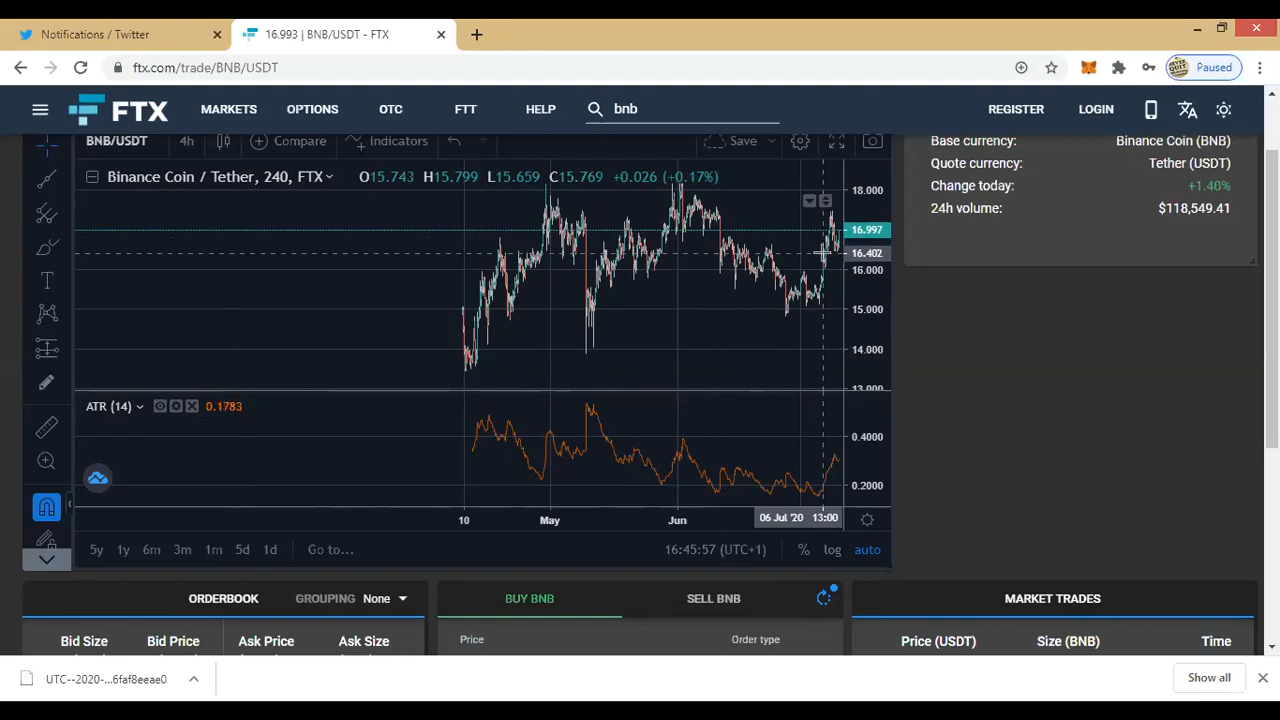 Notifications / Twitter
16.993 | BNB/USDT - FTX
ftx.com/trade/BNB/USDT
Paused
FTX
MARKETS OPTIONS OTC FTT HELP bnb REGISTER LOGIN
BNB/USDT 4h Compare Indicators Save
Base currency: Binance Coin (BNB)
Quote currency: Tether (USDT)
Change today: +1.40%
24h volume: $118,549.41
Binance Coin / Tether, 240, FTX O15.743 H15.799 L15.659 C15.769 +0.026 (+0.17%)
18.000
16.997
16.402
16.000
15.000
14.000
13.000
ATR (14) 0.1783
0.4000
0.2000
10 May Jun 06 Jul '20 13:00
5y 1y 6m 3m 1m 5d 1d Go to... 16:45:57 (UTC+1) % log auto
ORDERBOOK GROUPING None
Bid Size Bid Price Ask Price Ask Size
BUY BNB SELL BNB
Price Order type
MARKET TRADES
Price (USDT) Size (BNB) Time
UTC--2020-...6faf8eeae0
Show all